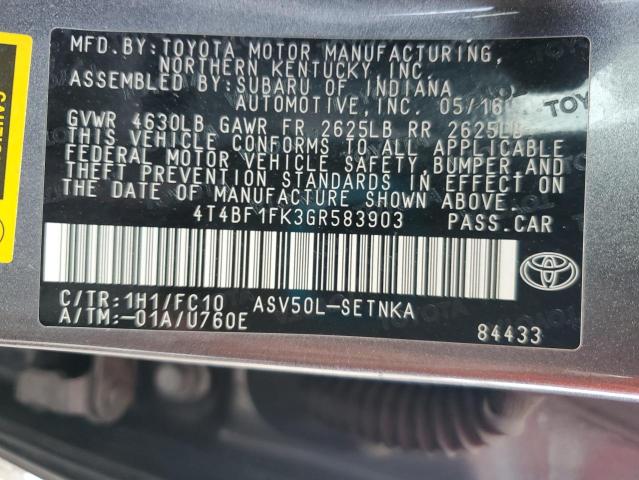 MFD.BY:TOYOTA MOTOR MANUFACTURING,
NORTHERN KENTUCKY, INC.
ASSEMBLED BY:SUBARU OF INDIANA
AUTOMOTIVE, INC. 05/16
GVWR 4630LB GAWR FR 2625LB RR 2625LB
THIS VEHICLE CONFORMS TO ALL APPLICABLE
FEDERAL MOTOR VEHICLE SAFETY, BUMPER AND
THEFT PREVENTION STANDARDS IN EFFECT ON
THE DATE OF MANUFACTURE SHOWN ABOVE.
4T4BF1FK3GR583903 PASS.CAR
C/TR:1H1/FC10 ASV50L-SETNKA
A/TM:-01A/U760E
84433
TOYOTA